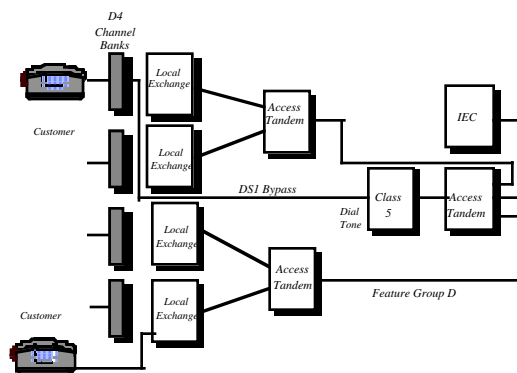 D4
Channel
Banks
Local
Exchange
Access
Tandem
IEC
Customer
Local
Exchange
DS1 Bypass
Class
5
Access
Tandem
Dial
Tone
Local
Exchange
Access
Tandem
Feature Group D
Local
Exchange
Customer